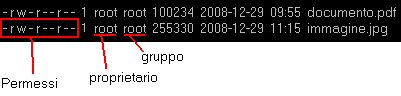 -rw-r--r-- 1 root root 100234 2008-12-29 09:55 documento.pdf
-rw-r--r-- 1 root root 255330 2008-12-29 11:15 immagine.jpg
gruppo
proprietario
Permessi